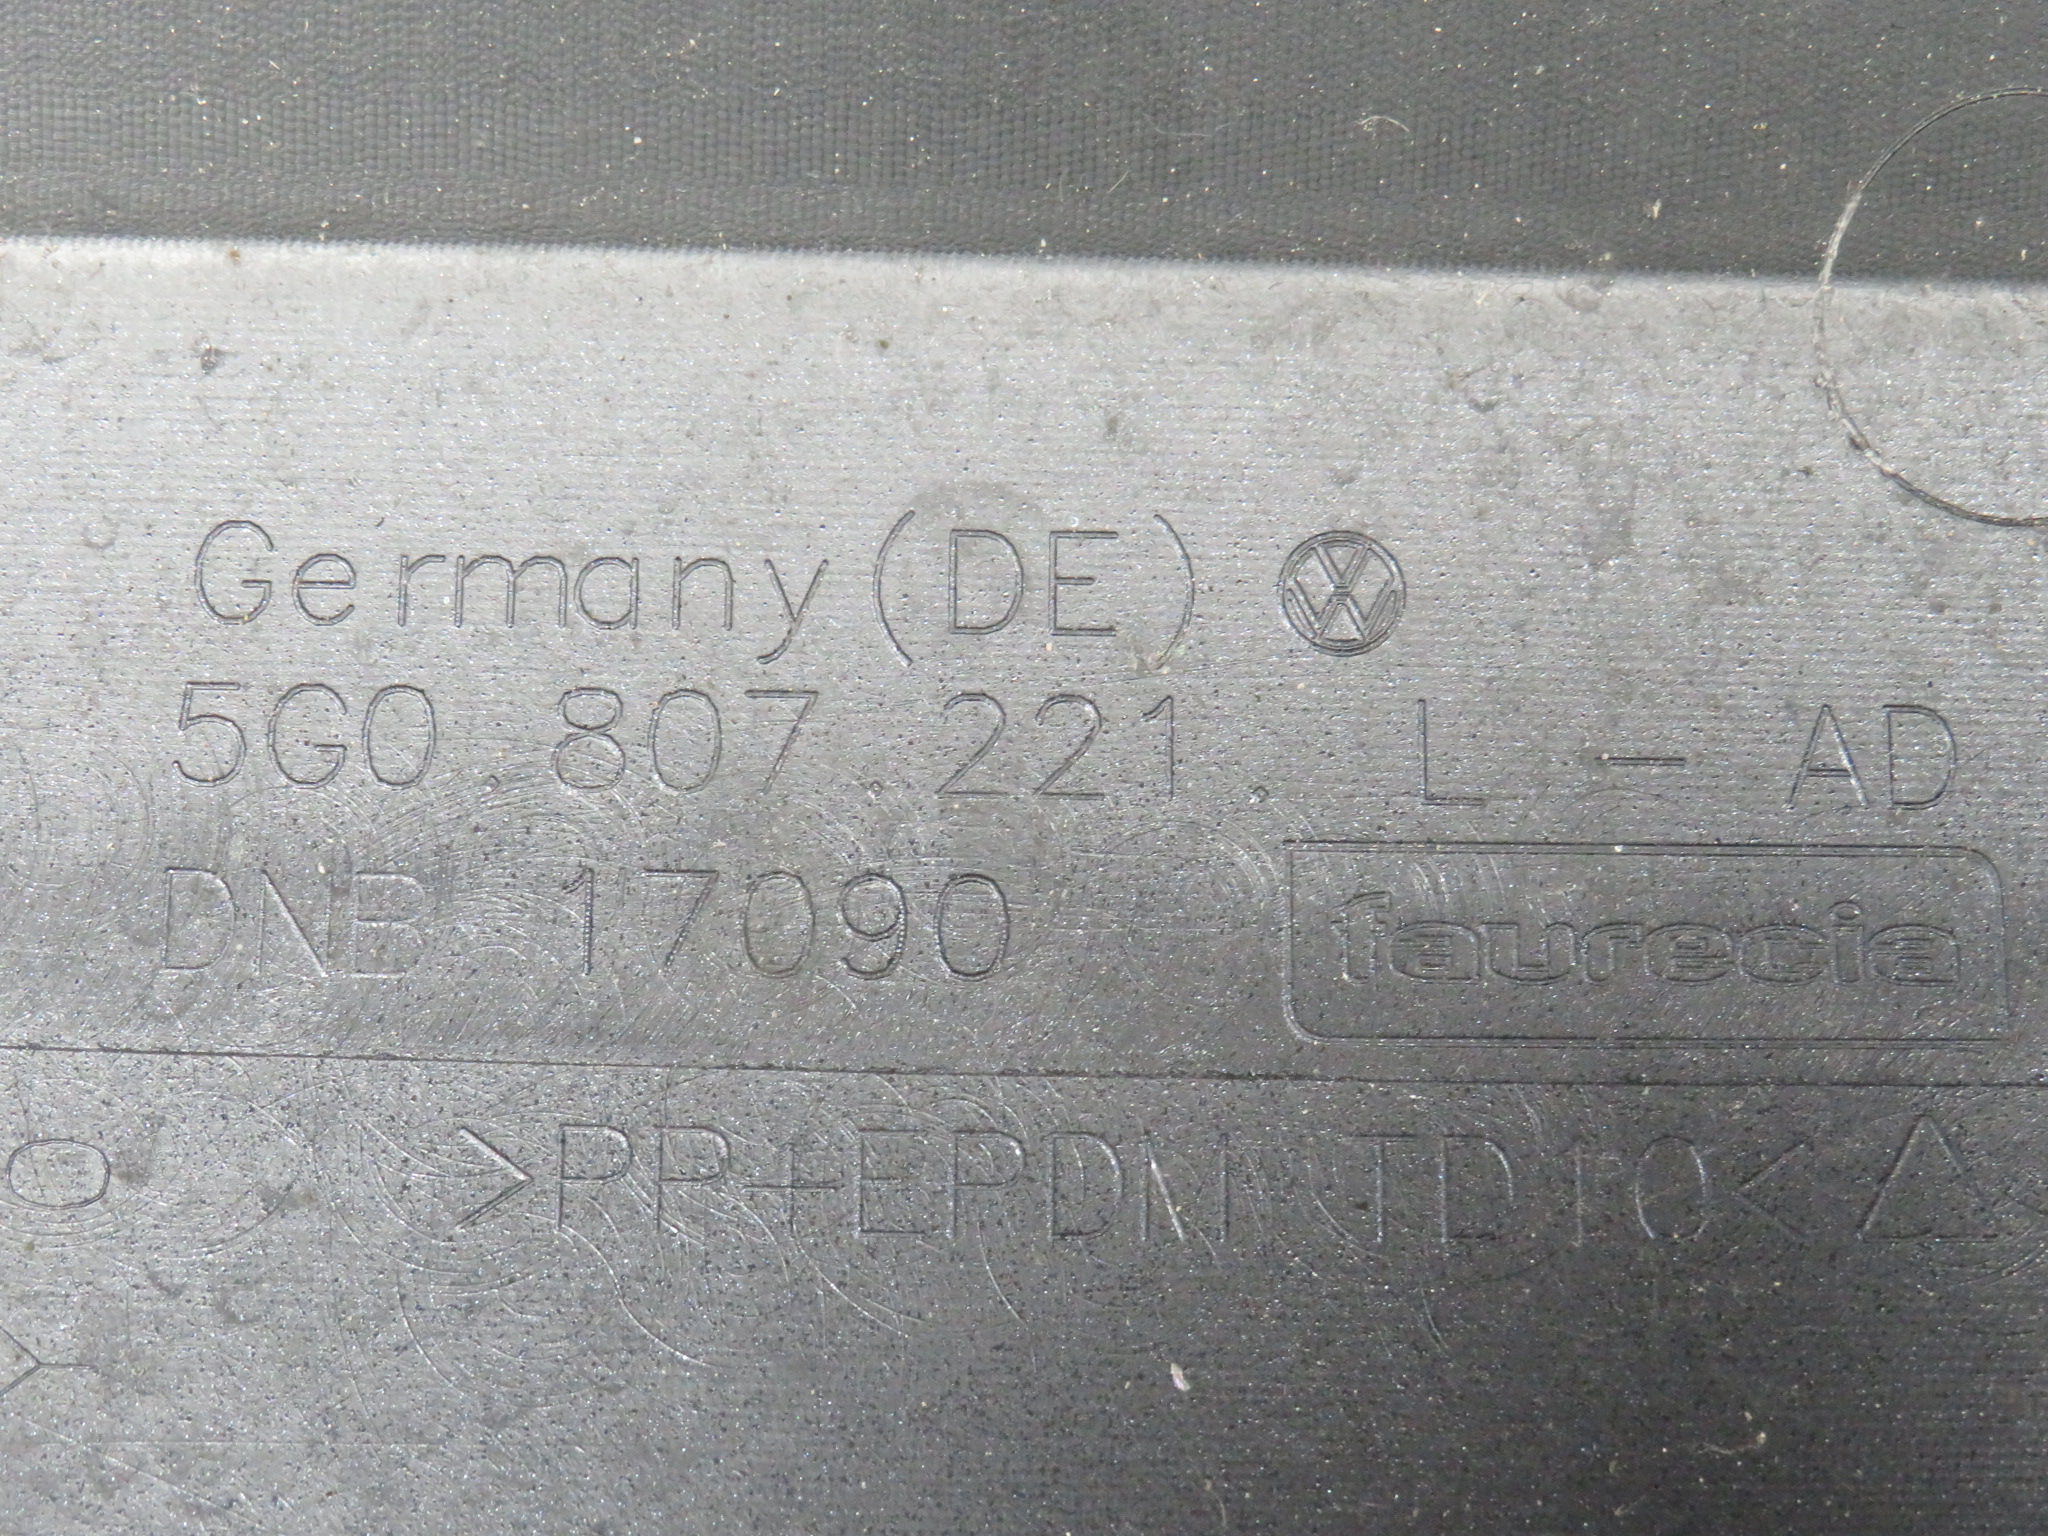 Germany (DE)
5G0.807.221. L - AD
DNB 17090
faurecia
>PP+EPDM-TD10<